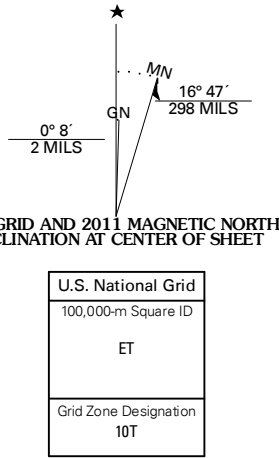 MN
GN
16° 47´
298 MILS
0° 8´
2 MILS
GRID AND 2011 MAGNETIC NORTH
CLINATION AT CENTER OF SHEET
U.S. National Grid
100,000-m Square ID
ET
Grid Zone Designation
10T